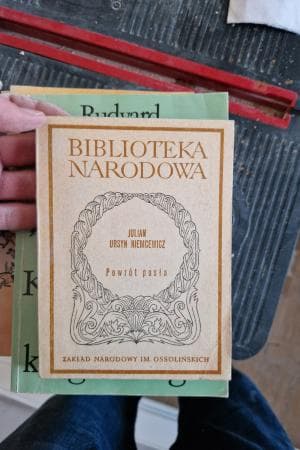 Rudyard
BIBLIOTEKA
NARODOWA
JULIAN
URSYN NIEMCEWICZ
Powrót posła
ZAKŁAD NARODOWY IM. OSSOLIŃSKICH
K